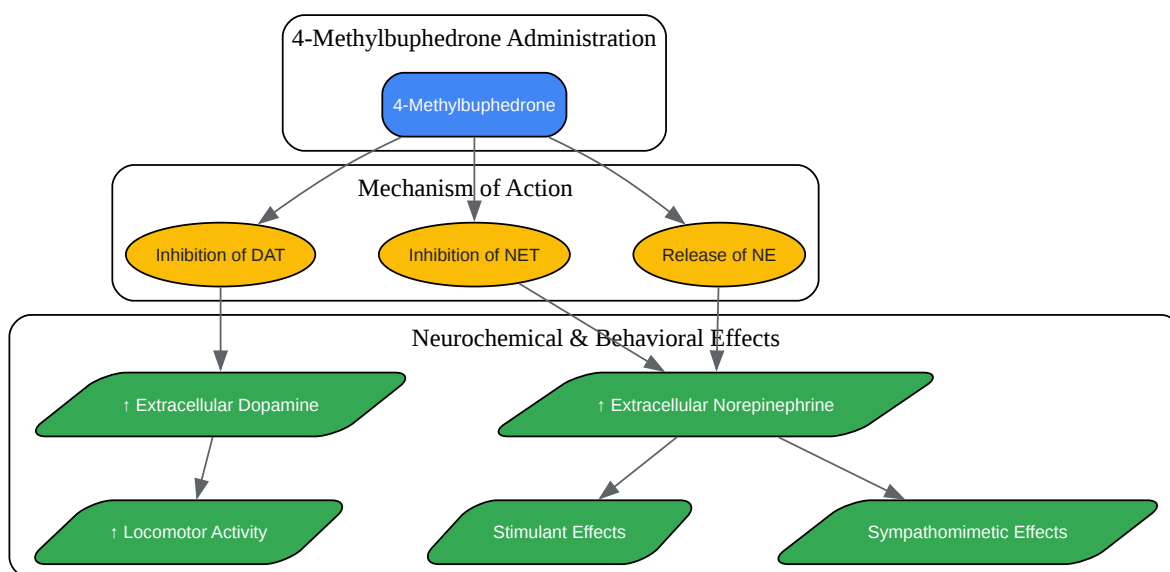 4-Methylbuphedrone Administration
4-Methylbuphedrone
Mechanism of Action
Inhibition of DAT
Inhibition of NET
Release of NE
Neurochemical & Behavioral Effects
↑ Extracellular Dopamine
↑ Extracellular Norepinephrine
↑ Locomotor Activity
Stimulant Effects
Sympathomimetic Effects